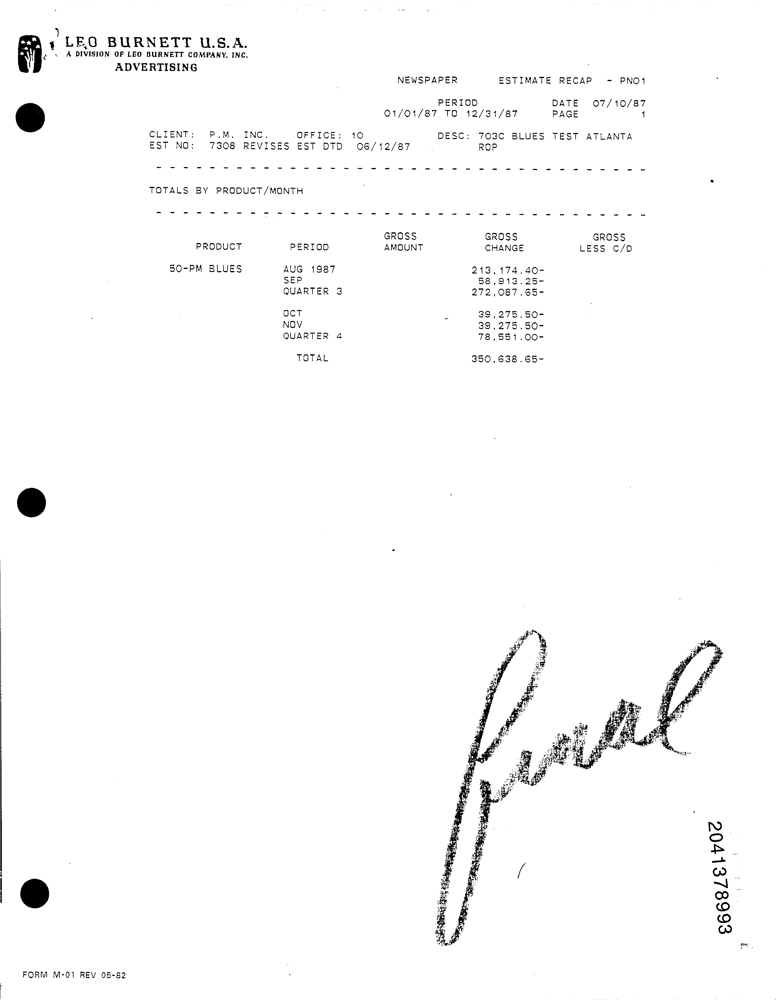 LEO BURNETT U.S.A.
A DIVISION OF LEO BURNETT COMPANY, INC.
ADVERTISING
NEWSPAPER ESTIMATE RECAP - PNO1
PERIOD DATE 07/10/87
01/01/87 TO 12/31/87 PAGE 1
CLIENT: P.M. INC. OFFICE: 10 DESC: 703C BLUES TEST ATLANTA
EST NO: 7308 REVISES EST DTD 06/12/87 ROP
TOTALS BY PRODUCT/MONTH
GROSS GROSS GROSS
PRODUCT PERIOD AMOUNT CHANGE LESS C/D
50-PM BLUES AUG 1987 213,174.40-
SEP 58,913.25-
QUARTER 3 272,087.65-
OCT 39,275.50-
NOV 39,275.50-
QUARTER 4 78,551.00-
TOTAL 350,638.65-
final
2041378993
FORM M-01 REV 05-82